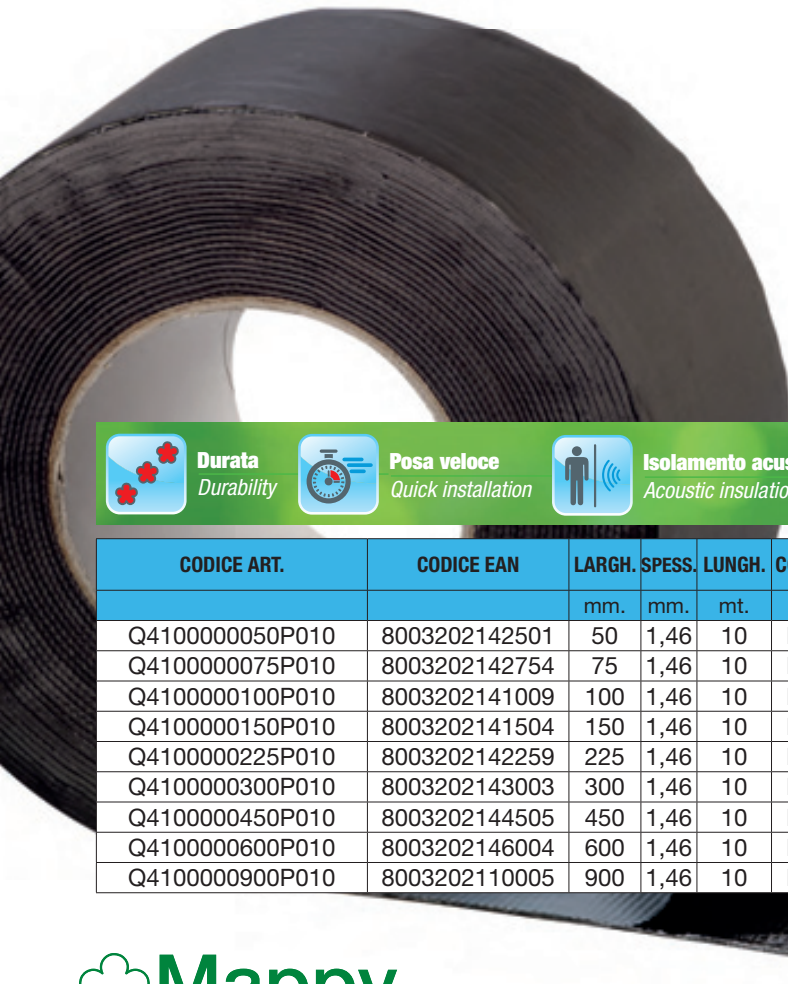 Durata
Durability
Posa veloce
Quick installation
Isolamento
Acoustic
CODICE ART. CODICE EAN LARGH. SPESS. LUNGH.
mm. mm. mt.
Q4100000050P010 8003202142501 50 1,46 10
Q4100000075P010 8003202142754 75 1,46 10
Q4100000100P010 8003202141009 100 1,46 10
Q4100000150P010 8003202141504 150 1,46 10
Q4100000225P010 8003202142259 225 1,46 10
Q4100000300P010 8003202143003 300 1,46 10
Q4100000450P010 8003202144505 450 1,46 10
Q4100000600P010 8003202146004 600 1,46 10
Q4100000900P010 8003202110005 900 1,46 10
Mappy